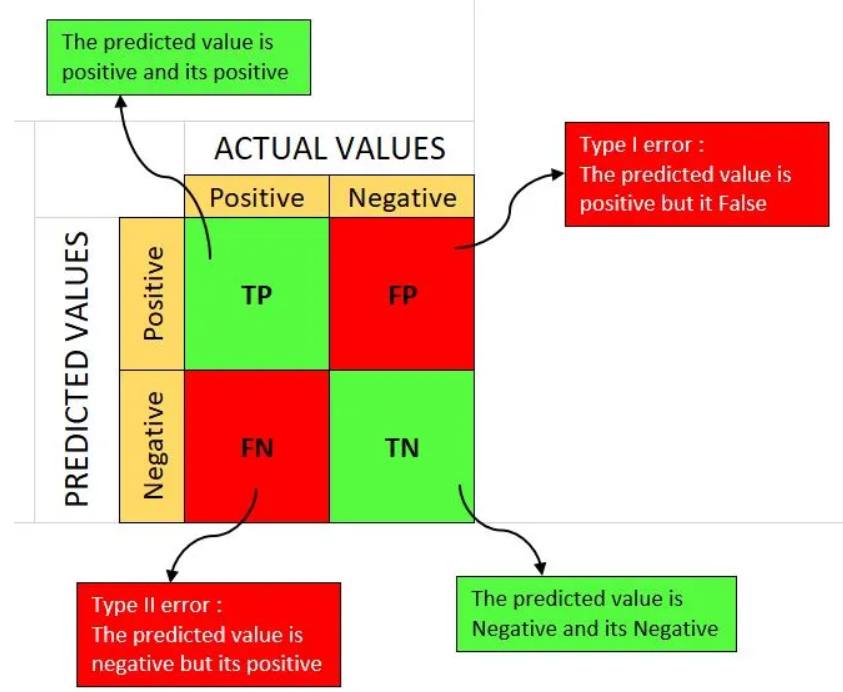 The predicted value is
positive and its positive
ACTUAL VALUES
Type I error :
The predicted value is
positive but it False
Positive Negative
PREDICTED VALUES
Positive
TP FP
Negative
FN TN
Type II error :
The predicted value is
negative but its positive
The predicted value is
Negative and its Negative